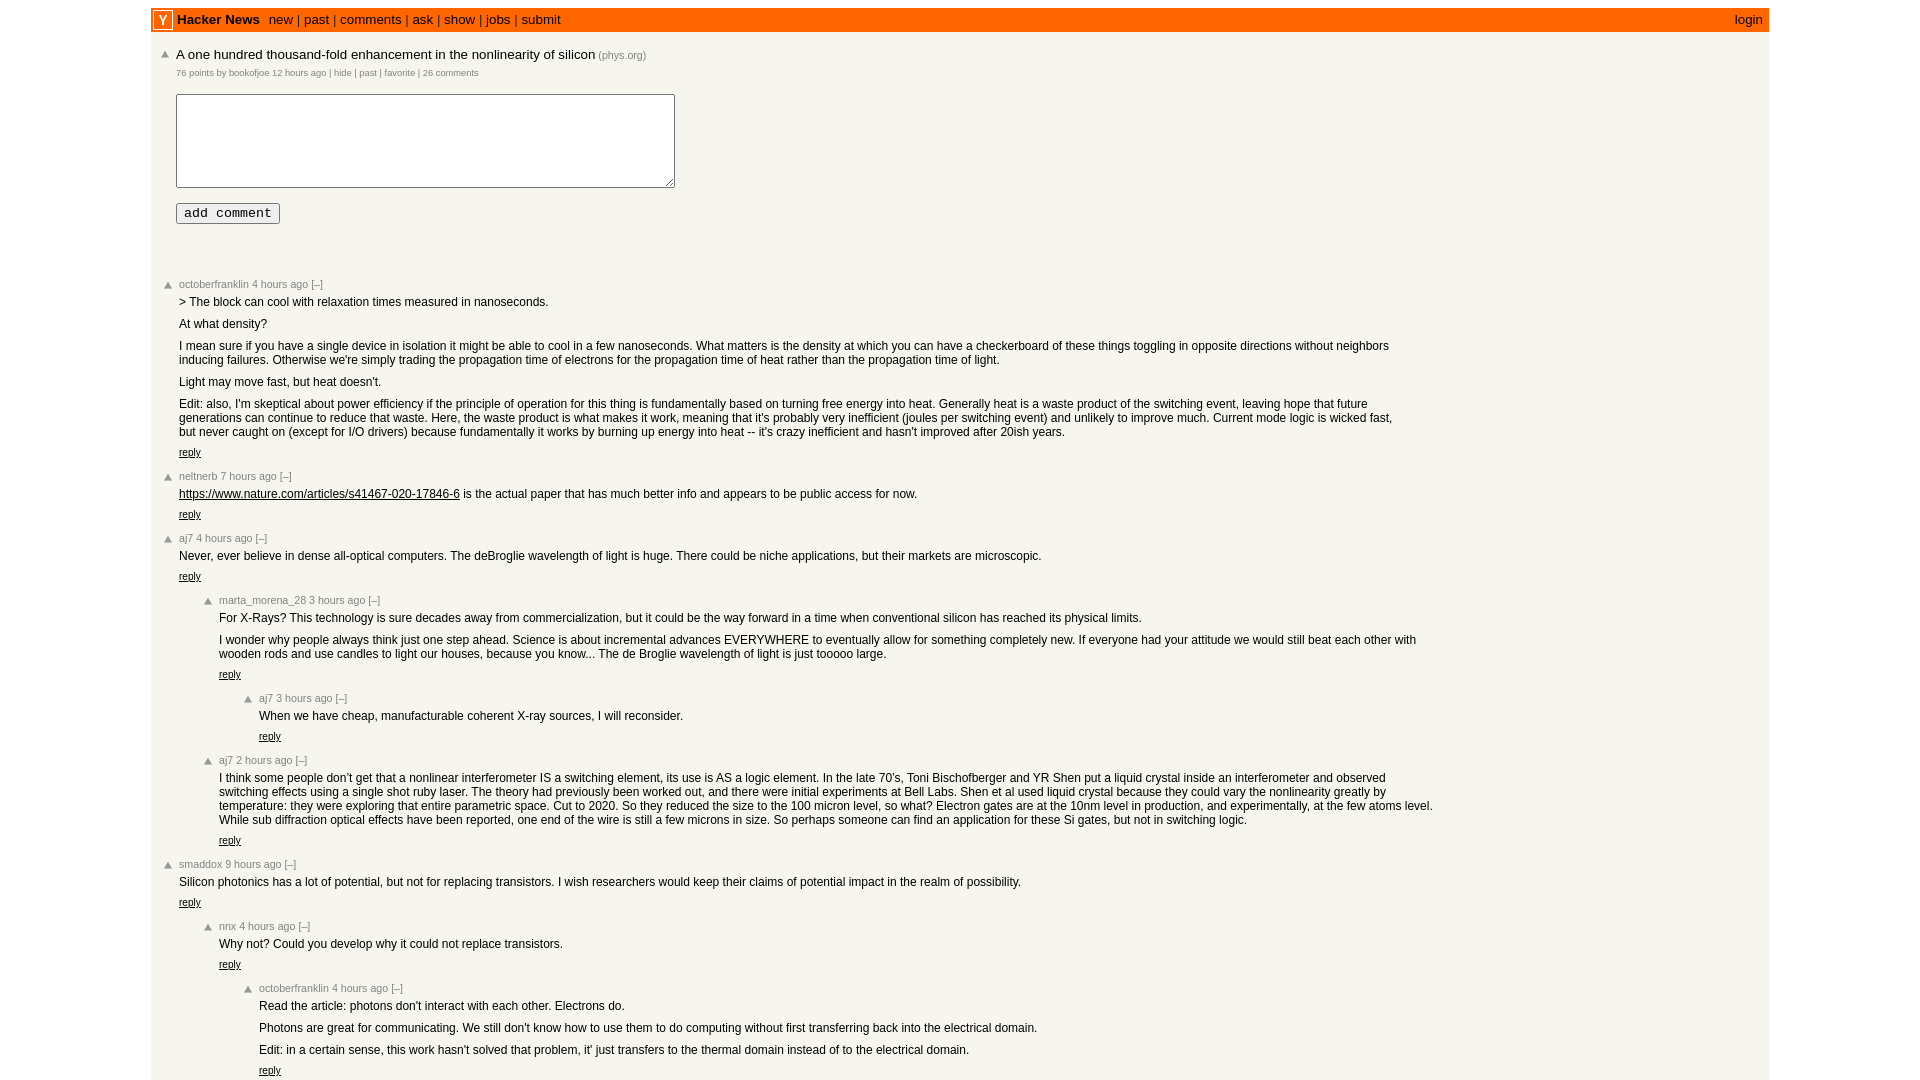 Y Hacker News new | past | comments | ask | show | jobs | submit login
A one hundred thousand-fold enhancement in the nonlinearity of silicon (phys.org)
76 points by bookofjoe 12 hours ago | hide | past | favorite | 26 comments
add comment
octoberfranklin 4 hours ago [–]
> The block can cool with relaxation times measured in nanoseconds.
At what density?
I mean sure if you have a single device in isolation it might be able to cool in a few nanoseconds. What matters is the density at which you can have a checkerboard of these things toggling in opposite directions without neighbors
inducing failures. Otherwise we're simply trading the propagation time of electrons for the propagation time of heat rather than the propagation time of light.
Light may move fast, but heat doesn't.
Edit: also, I'm skeptical about power efficiency if the principle of operation for this thing is fundamentally based on turning free energy into heat. Generally heat is a waste product of the switching event, leaving hope that future
generations can continue to reduce that waste. Here, the waste product is what makes it work, meaning that it's probably very inefficient (joules per switching event) and unlikely to improve much. Current mode logic is wicked fast,
but never caught on (except for I/O drivers) because fundamentally it works by burning up energy into heat -- it's crazy inefficient and hasn't improved after 20ish years.
reply
neltnerb 7 hours ago [–]
https://www.nature.com/articles/s41467-020-17846-6 is the actual paper that has much better info and appears to be public access for now.
reply
aj7 4 hours ago [–]
Never, ever believe in dense all-optical computers. The deBroglie wavelength of light is huge. There could be niche applications, but their markets are microscopic.
reply
marta_morena_28 3 hours ago [–]
For X-Rays? This technology is sure decades away from commercialization, but it could be the way forward in a time when conventional silicon has reached its physical limits.
I wonder why people always think just one step ahead. Science is about incremental advances EVERYWHERE to eventually allow for something completely new. If everyone had your attitude we would still beat each other with
wooden rods and use candles to light our houses, because you know... The de Broglie wavelength of light is just tooooo large.
reply
aj7 3 hours ago [–]
When we have cheap, manufacturable coherent X-ray sources, I will reconsider.
reply
aj7 2 hours ago [–]
I think some people don’t get that a nonlinear interferometer IS a switching element, its use is AS a logic element. In the late 70’s, Toni Bischofberger and YR Shen put a liquid crystal inside an interferometer and observed
switching effects using a single shot ruby laser. The theory had previously been worked out, and there were initial experiments at Bell Labs. Shen et al used liquid crystal because they could vary the nonlinearity greatly by
temperature: they were exploring that entire parametric space. Cut to 2020. So they reduced the size to the 100 micron level, so what? Electron gates are at the 10nm level in production, and experimentally, at the few atoms level.
While sub diffraction optical effects have been reported, one end of the wire is still a few microns in size. So perhaps someone can find an application for these Si gates, but not in switching logic.
reply
smaddox 9 hours ago [–]
Silicon photonics has a lot of potential, but not for replacing transistors. I wish researchers would keep their claims of potential impact in the realm of possibility.
reply
nnx 4 hours ago [–]
Why not? Could you develop why it could not replace transistors.
reply
octoberfranklin 4 hours ago [–]
Read the article: photons don't interact with each other. Electrons do.
Photons are great for communicating. We still don't know how to use them to do computing without first transferring back into the electrical domain.
Edit: in a certain sense, this work hasn't solved that problem, it' just transfers to the thermal domain instead of to the electrical domain.
reply